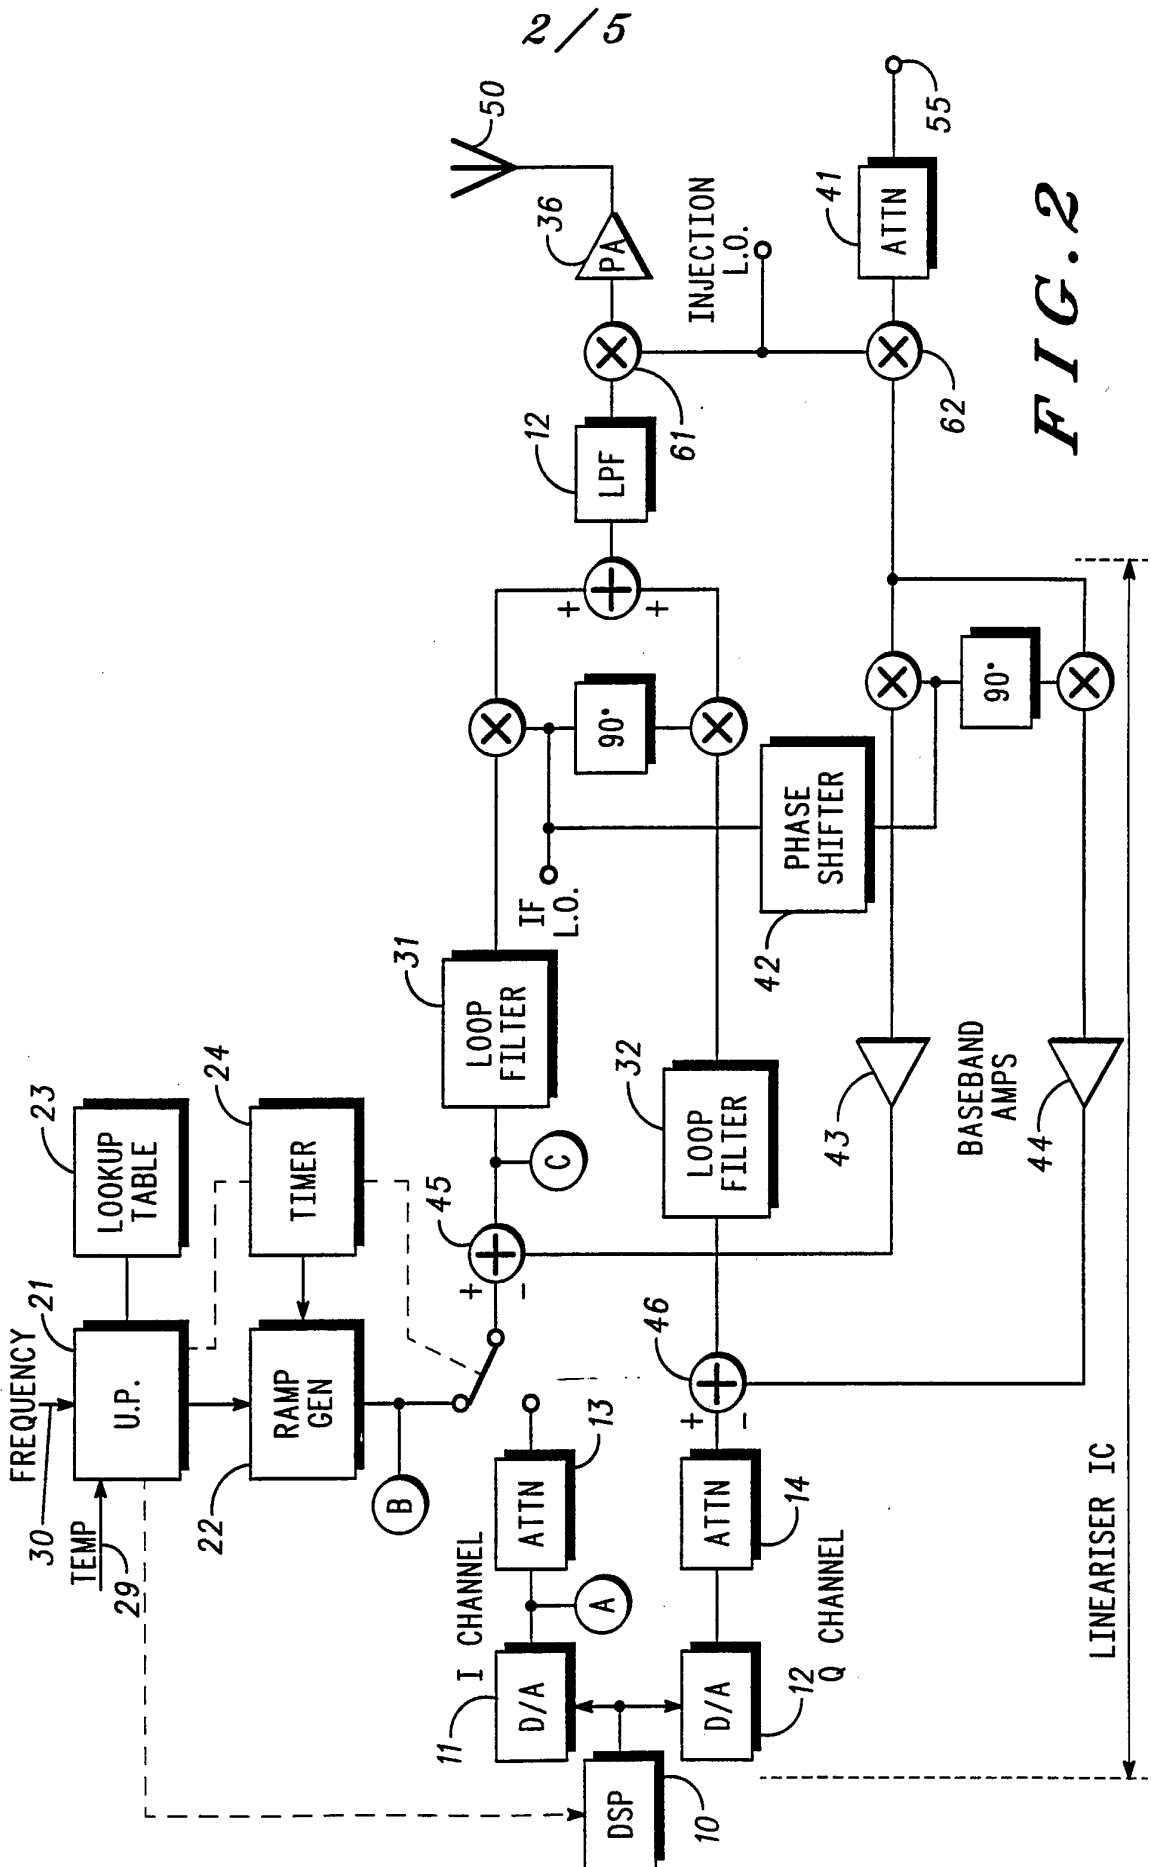 2/5
FREQUENCY
30
TEMP
29
21
U.P.
23
LOOKUP
TABLE
22
RAMP
GEN
24
TIMER
B
I CHANNEL
11
D/A
A
ATTN
13
+
-
45
C
31
LOOP
FILTER
IF
L.O.
90°
+
+
12
LPF
61
36
PA
50
INJECTION
L.O.
DSP
10
D/A
12
Q CHANNEL
ATTN
14
+
-
46
32
LOOP
FILTER
42
PHASE
SHIFTER
43
BASEBAND
AMPS
44
90°
62
41
ATTN
55
LINEARISER IC
FIG.2